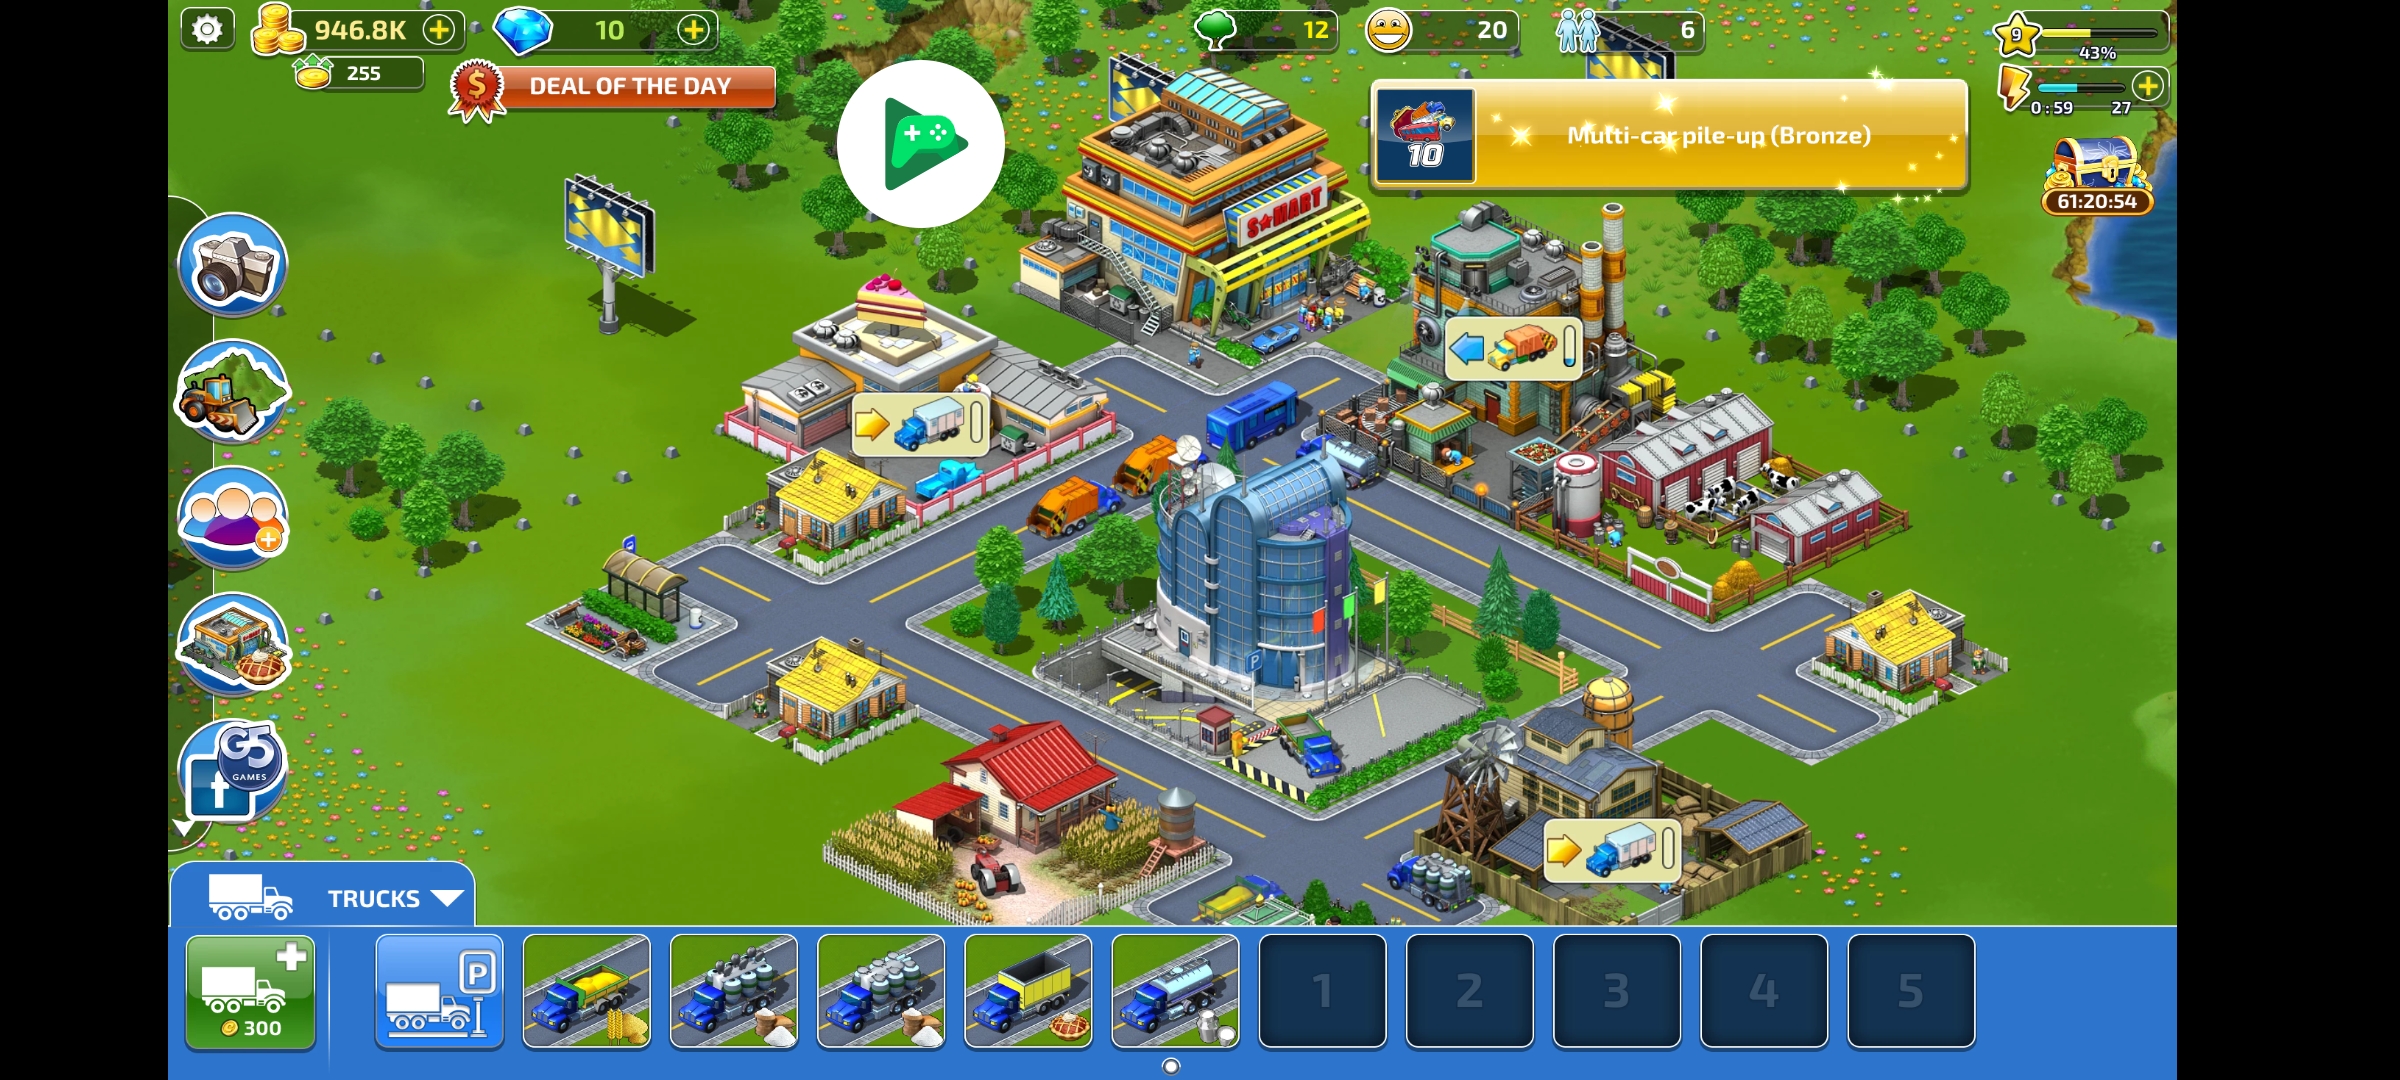 946.8K
10
12
20
6
9
43%
255
DEAL OF THE DAY
0:59
27
Multi-car pile-up (Bronze)
10
61:20:54
S★MART
P
G5
GAMES
f
TRUCKS
300
P
1
2
3
4
5